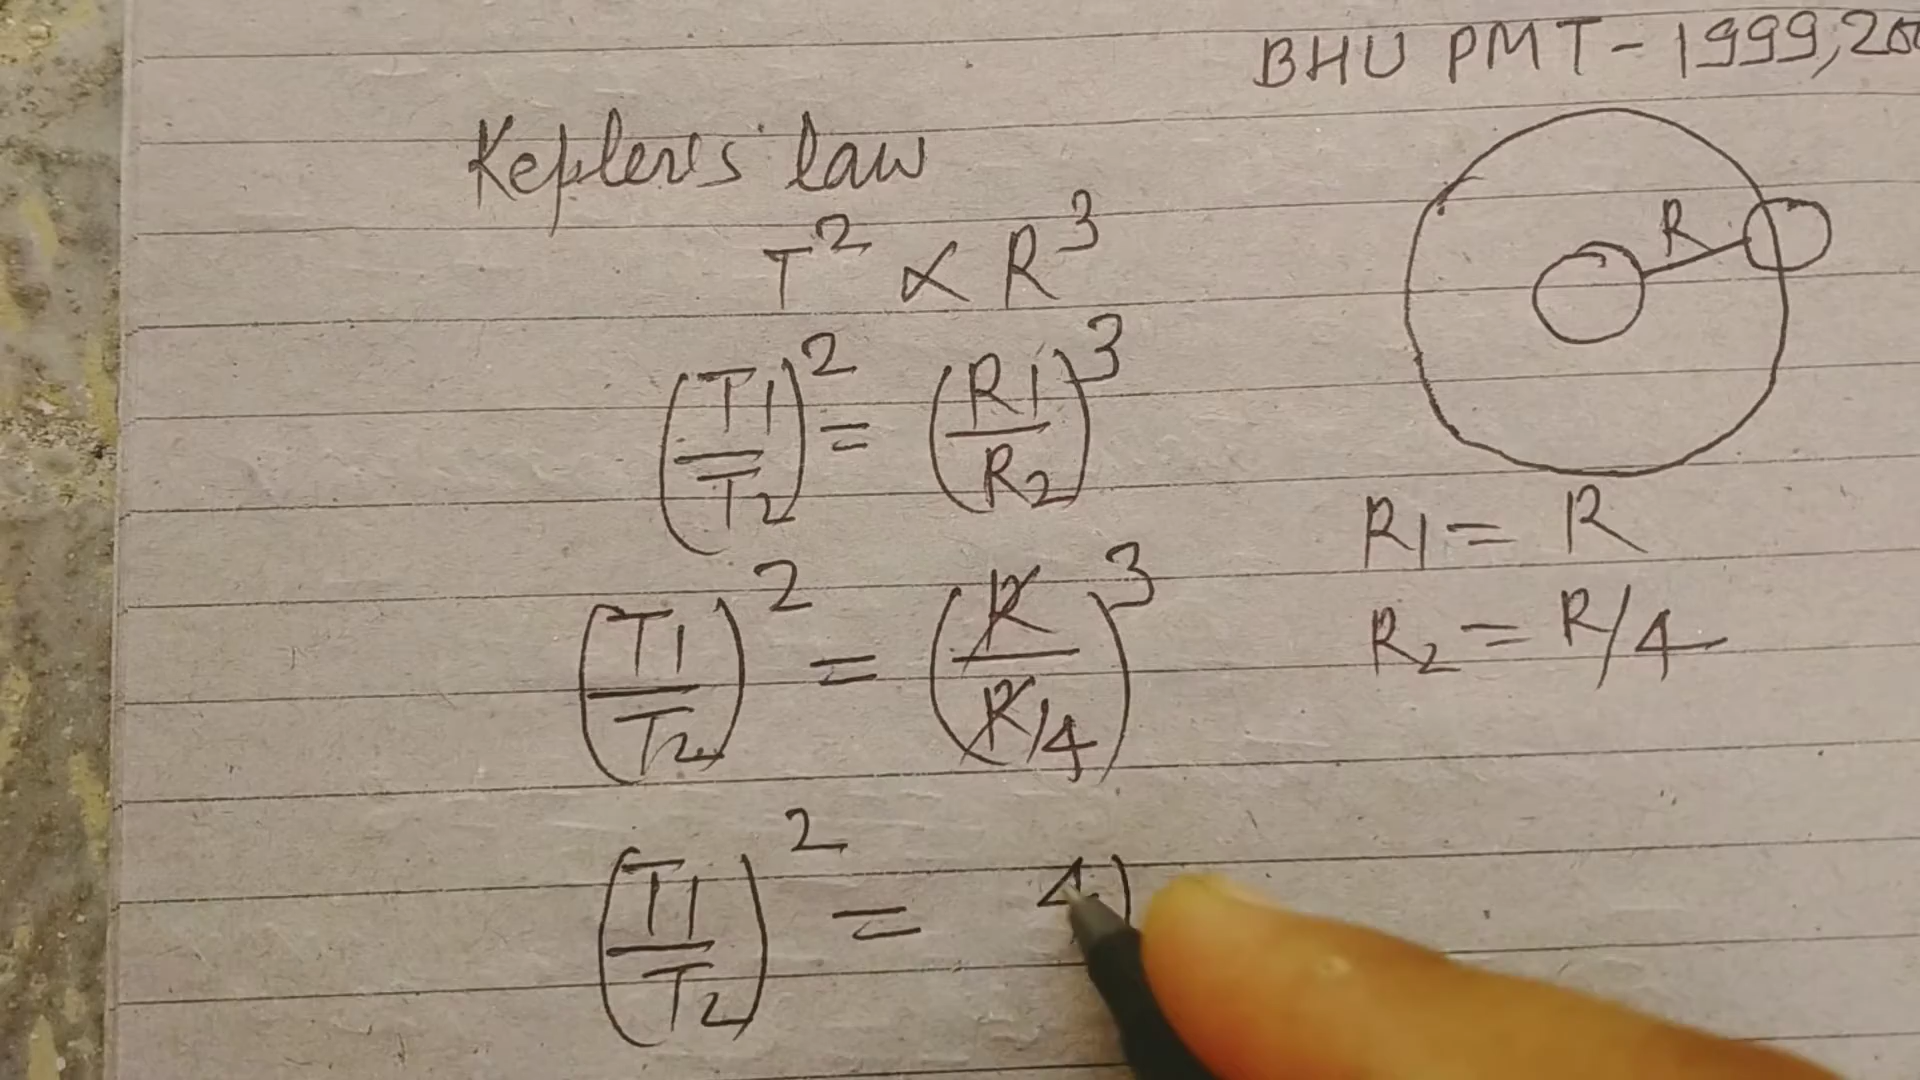 BHU PMT - 1999, 20
Kepler's law
T² ∝ R³
R
(T1/T2)² = (R1/R2)³
R1 = R
(T1/T2)² = (R/R/4)³
R2 = R/4
(T1/T2)² = 4)